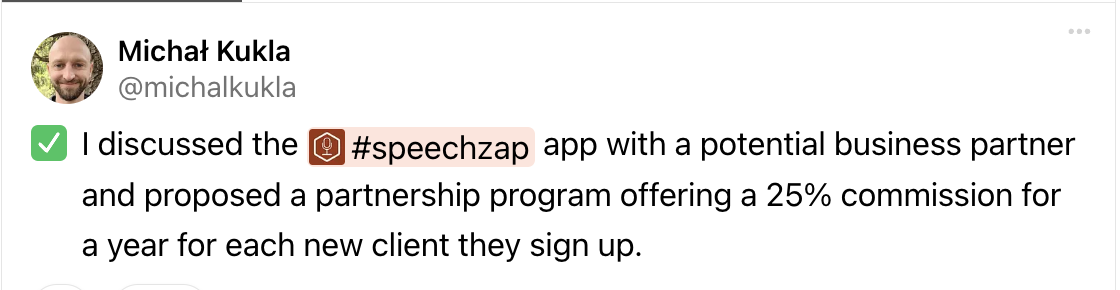 Michał Kukla
@michalkukla
I discussed the #speechzap app with a potential business partner
and proposed a partnership program offering a 25% commission for
a year for each new client they sign up.